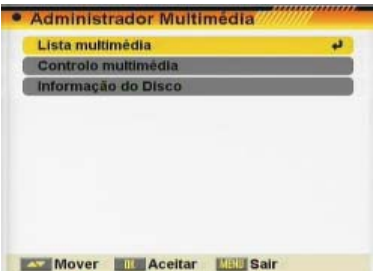 Administrador Multimédia
Lista multimédia
Controlo multimédia
Informação do Disco
Mover OK Aceitar MENU Sair